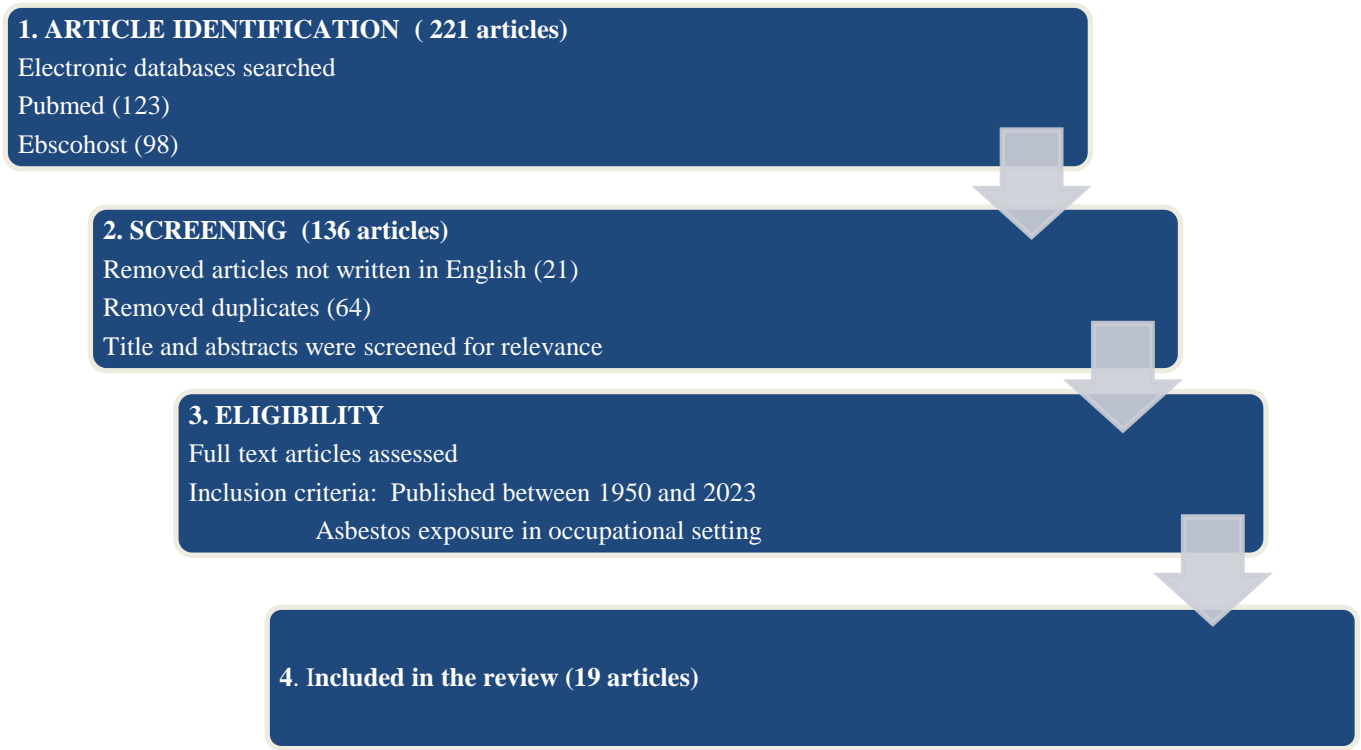 1. ARTICLE IDENTIFICATION ( 221 articles)
Electronic databases searched
Pubmed (123)
Ebscohost (98)
2. SCREENING (136 articles)
Removed articles not written in English (21)
Removed duplicates (64)
Title and abstracts were screened for relevance
3. ELIGIBILITY
Full text articles assessed
Inclusion criteria: Published between 1950 and 2023
Asbestos exposure in occupational setting
4. Included in the review (19 articles)